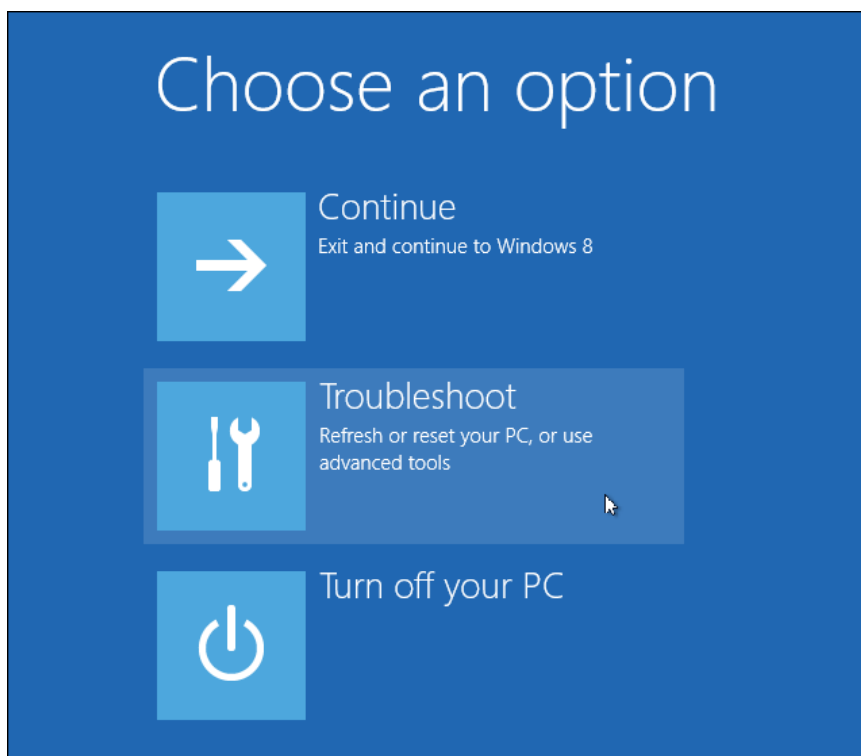 Choose an option
Continue
Exit and continue to Windows 8
Troubleshoot
Refresh or reset your PC, or use
advanced tools
Turn off your PC